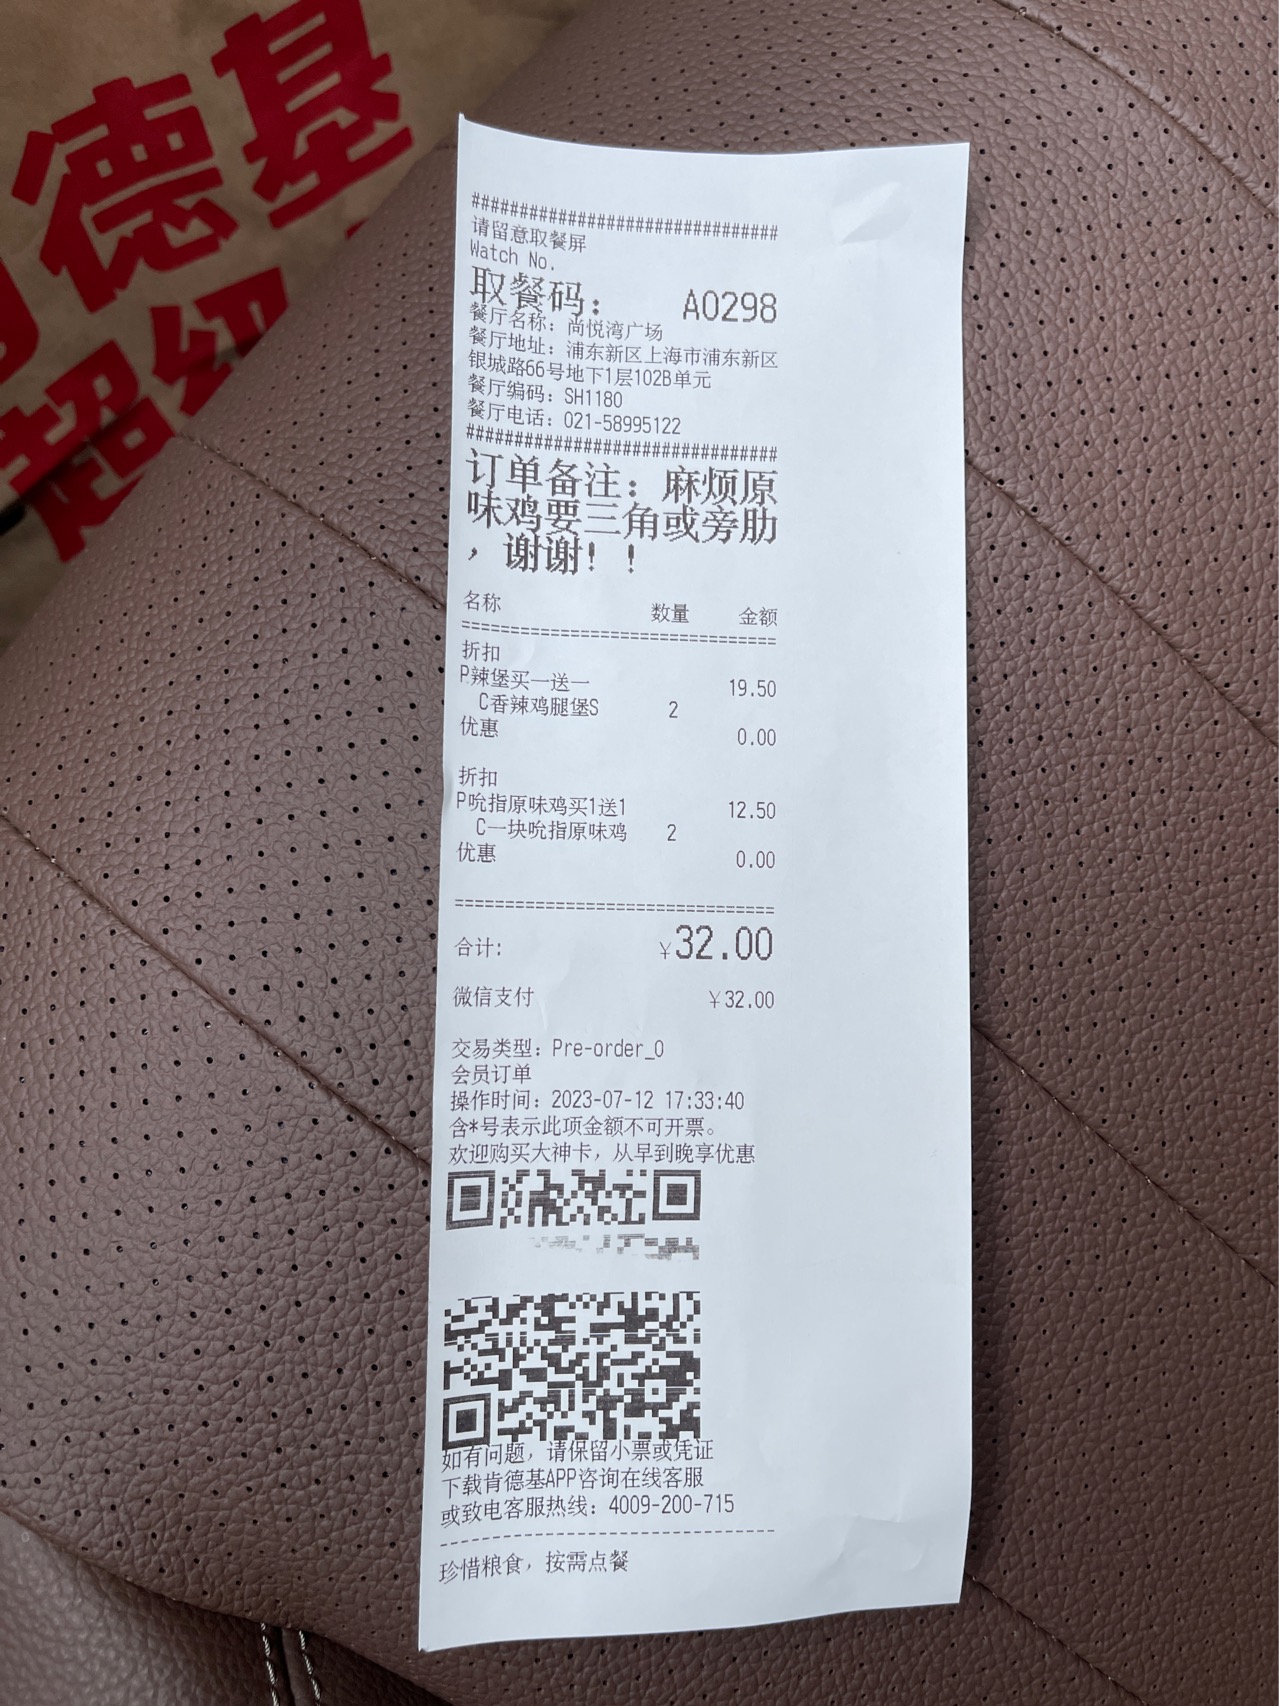 德基
超级
##################################
请留意取餐屏
Watch No.
取餐码： A0298
餐厅名称：尚悦湾广场
餐厅地址：浦东新区上海市浦东新区
银城路66号地下1层102B单元
餐厅编码：SH1180
餐厅电话：021-58995122
##################################
订单备注：麻烦原
味鸡要三角或旁肋
，谢谢！！
名称 数量 金额
================================
折扣
P辣堡买一送一 19.50
C香辣鸡腿堡S 2
优惠 0.00
折扣
P吮指原味鸡买1送1 12.50
C一块吮指原味鸡 2
优惠 0.00
================================
合计: ¥32.00
微信支付 ¥32.00
交易类型：Pre-order_0
会员订单
操作时间：2023-07-12 17:33:40
含*号表示此项金额不可开票。
欢迎购买大神卡，从早到晚享优惠
如有问题，请保留小票或凭证
下载肯德基APP咨询在线客服
或致电客服热线：4009-200-715
--------------------------------
珍惜粮食，按需点餐